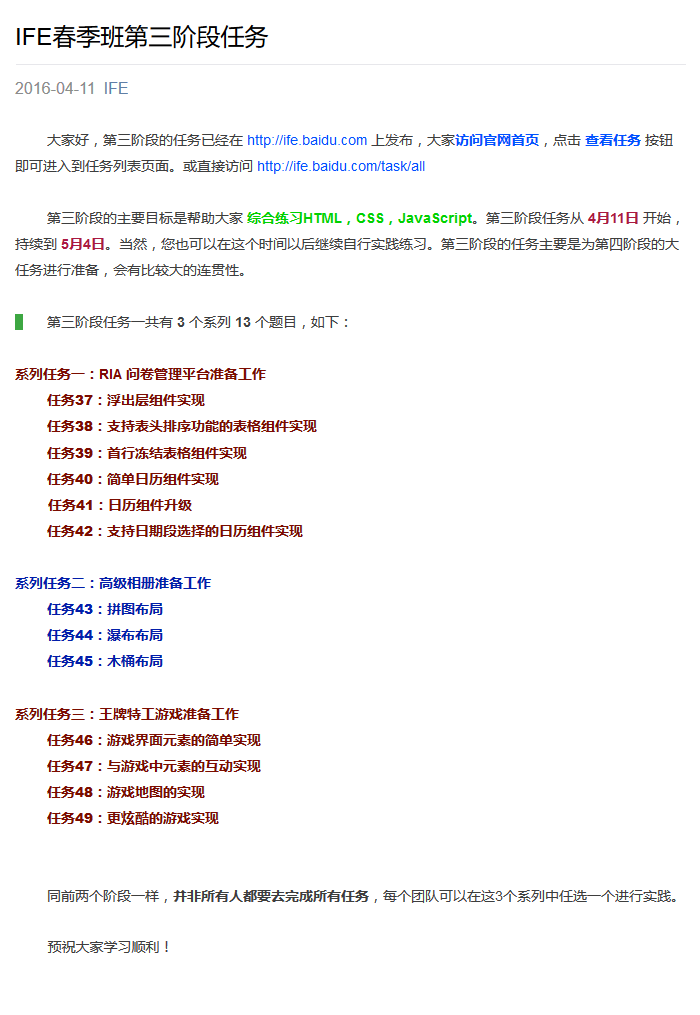 IFE春季班第三阶段任务
2016-04-11 IFE
大家好，第三阶段的任务已经在 http://ife.baidu.com 上发布，大家访问官网首页，点击 查看任务 按钮
即可进入到任务列表页面。或直接访问 http://ife.baidu.com/task/all
第三阶段的主要目标是帮助大家 综合练习HTML，CSS，JavaScript。第三阶段任务从 4月11日 开始，
持续到 5月4日。当然，您也可以在这个时间以后继续自行实践练习。第三阶段的任务主要是为第四阶段的大
任务进行准备，会有比较大的连贯性。
第三阶段任务一共有 3 个系列 13 个题目，如下：
系列任务一：RIA 问卷管理平台准备工作
任务37：浮出层组件实现
任务38：支持表头排序功能的表格组件实现
任务39：首行冻结表格组件实现
任务40：简单日历组件实现
任务41：日历组件升级
任务42：支持日期段选择的日历组件实现
系列任务二：高级相册准备工作
任务43：拼图布局
任务44：瀑布布局
任务45：木桶布局
系列任务三：王牌特工游戏准备工作
任务46：游戏界面元素的简单实现
任务47：与游戏中元素的互动实现
任务48：游戏地图的实现
任务49：更炫酷的游戏实现
同前两个阶段一样，并非所有人都要去完成所有任务，每个团队可以在这3个系列中任选一个进行实践。
预祝大家学习顺利！